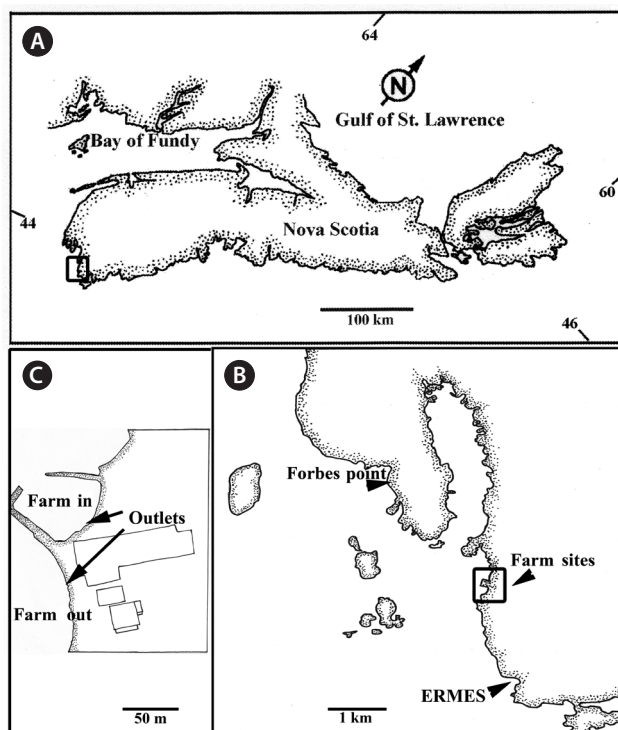 A
64
N
Gulf of St. Lawrence
Bay of Fundy
60
44
Nova Scotia
100 km
46
C
Farm in
Outlets
Farm out
50 m
B
Forbes point
Farm sites
ERMES
1 km